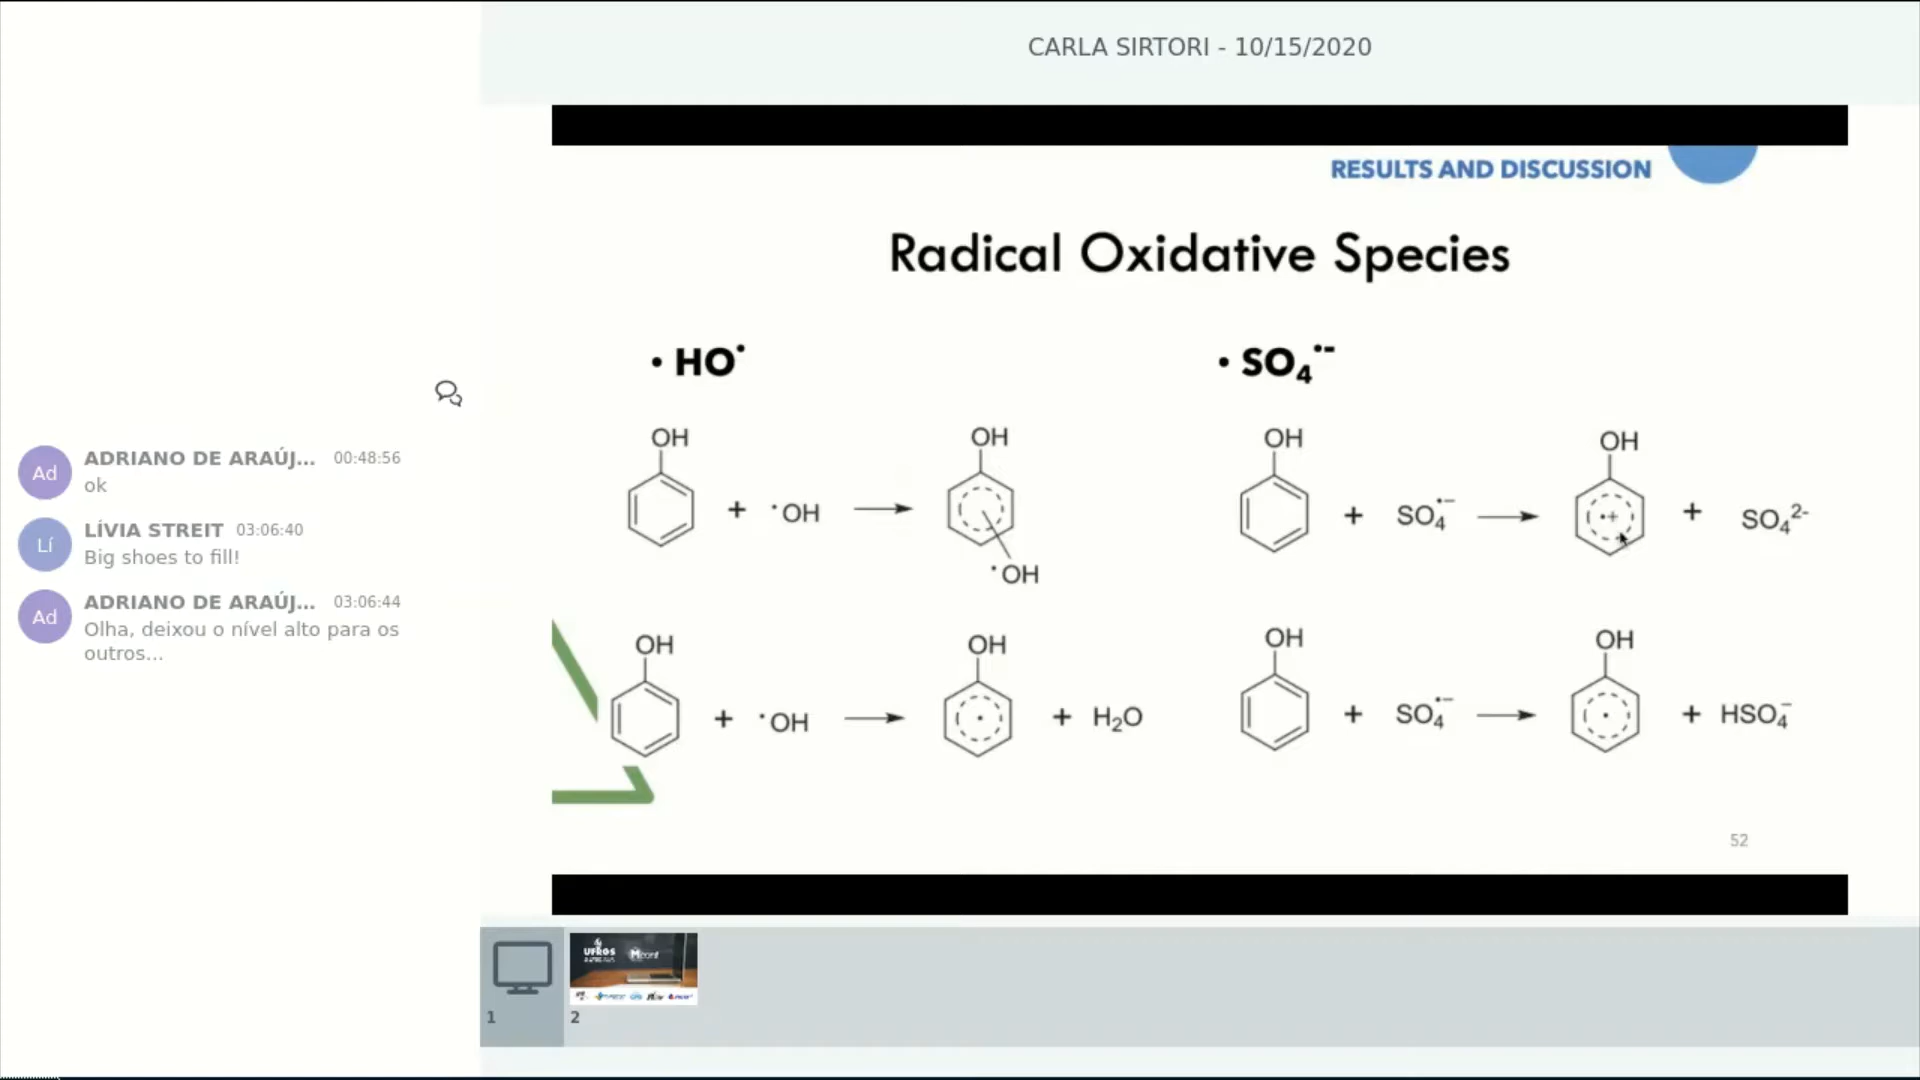 CARLA SIRTORI - 10/15/2020
RESULTS AND DISCUSSION
Radical Oxidative Species
• HO˙
• SO₄˙⁻
OH
OH
OH
OH
+ ˙OH
˙OH
+ SO₄˙⁻
˙+
+ SO₄²⁻
OH
OH
OH
OH
+ ˙OH
+ H₂O
+ SO₄˙⁻
+ HSO₄⁻
52
Ad
ADRIANO DE ARAÚJ... 00:48:56
ok
Lí
LÍVIA STREIT 03:06:40
Big shoes to fill!
Ad
ADRIANO DE ARAÚJ... 03:06:44
Olha, deixou o nível alto para os
outros...
UFRGS
Mconf
1
2